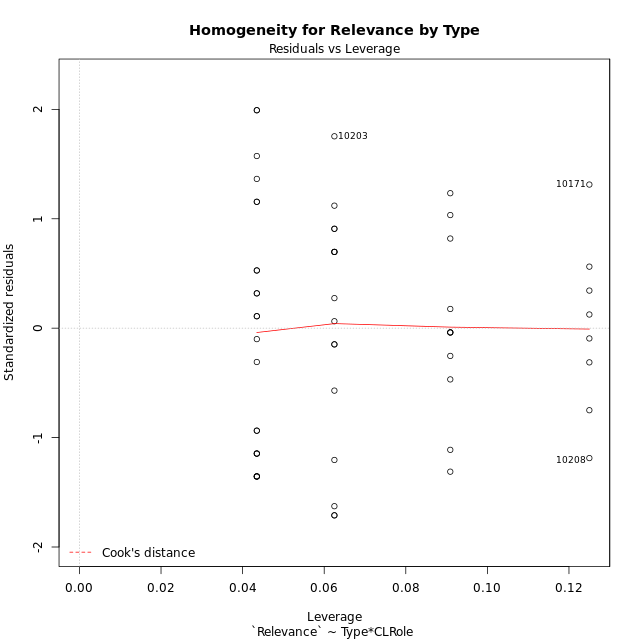 Homogeneity for Relevance by Type
Residuals vs Leverage
Standardized residuals
2
1
0
-1
-2
10203
10171
10208
Cook's distance
0.00 0.02 0.04 0.06 0.08 0.10 0.12
Leverage
`Relevance` ~ Type*CLRole